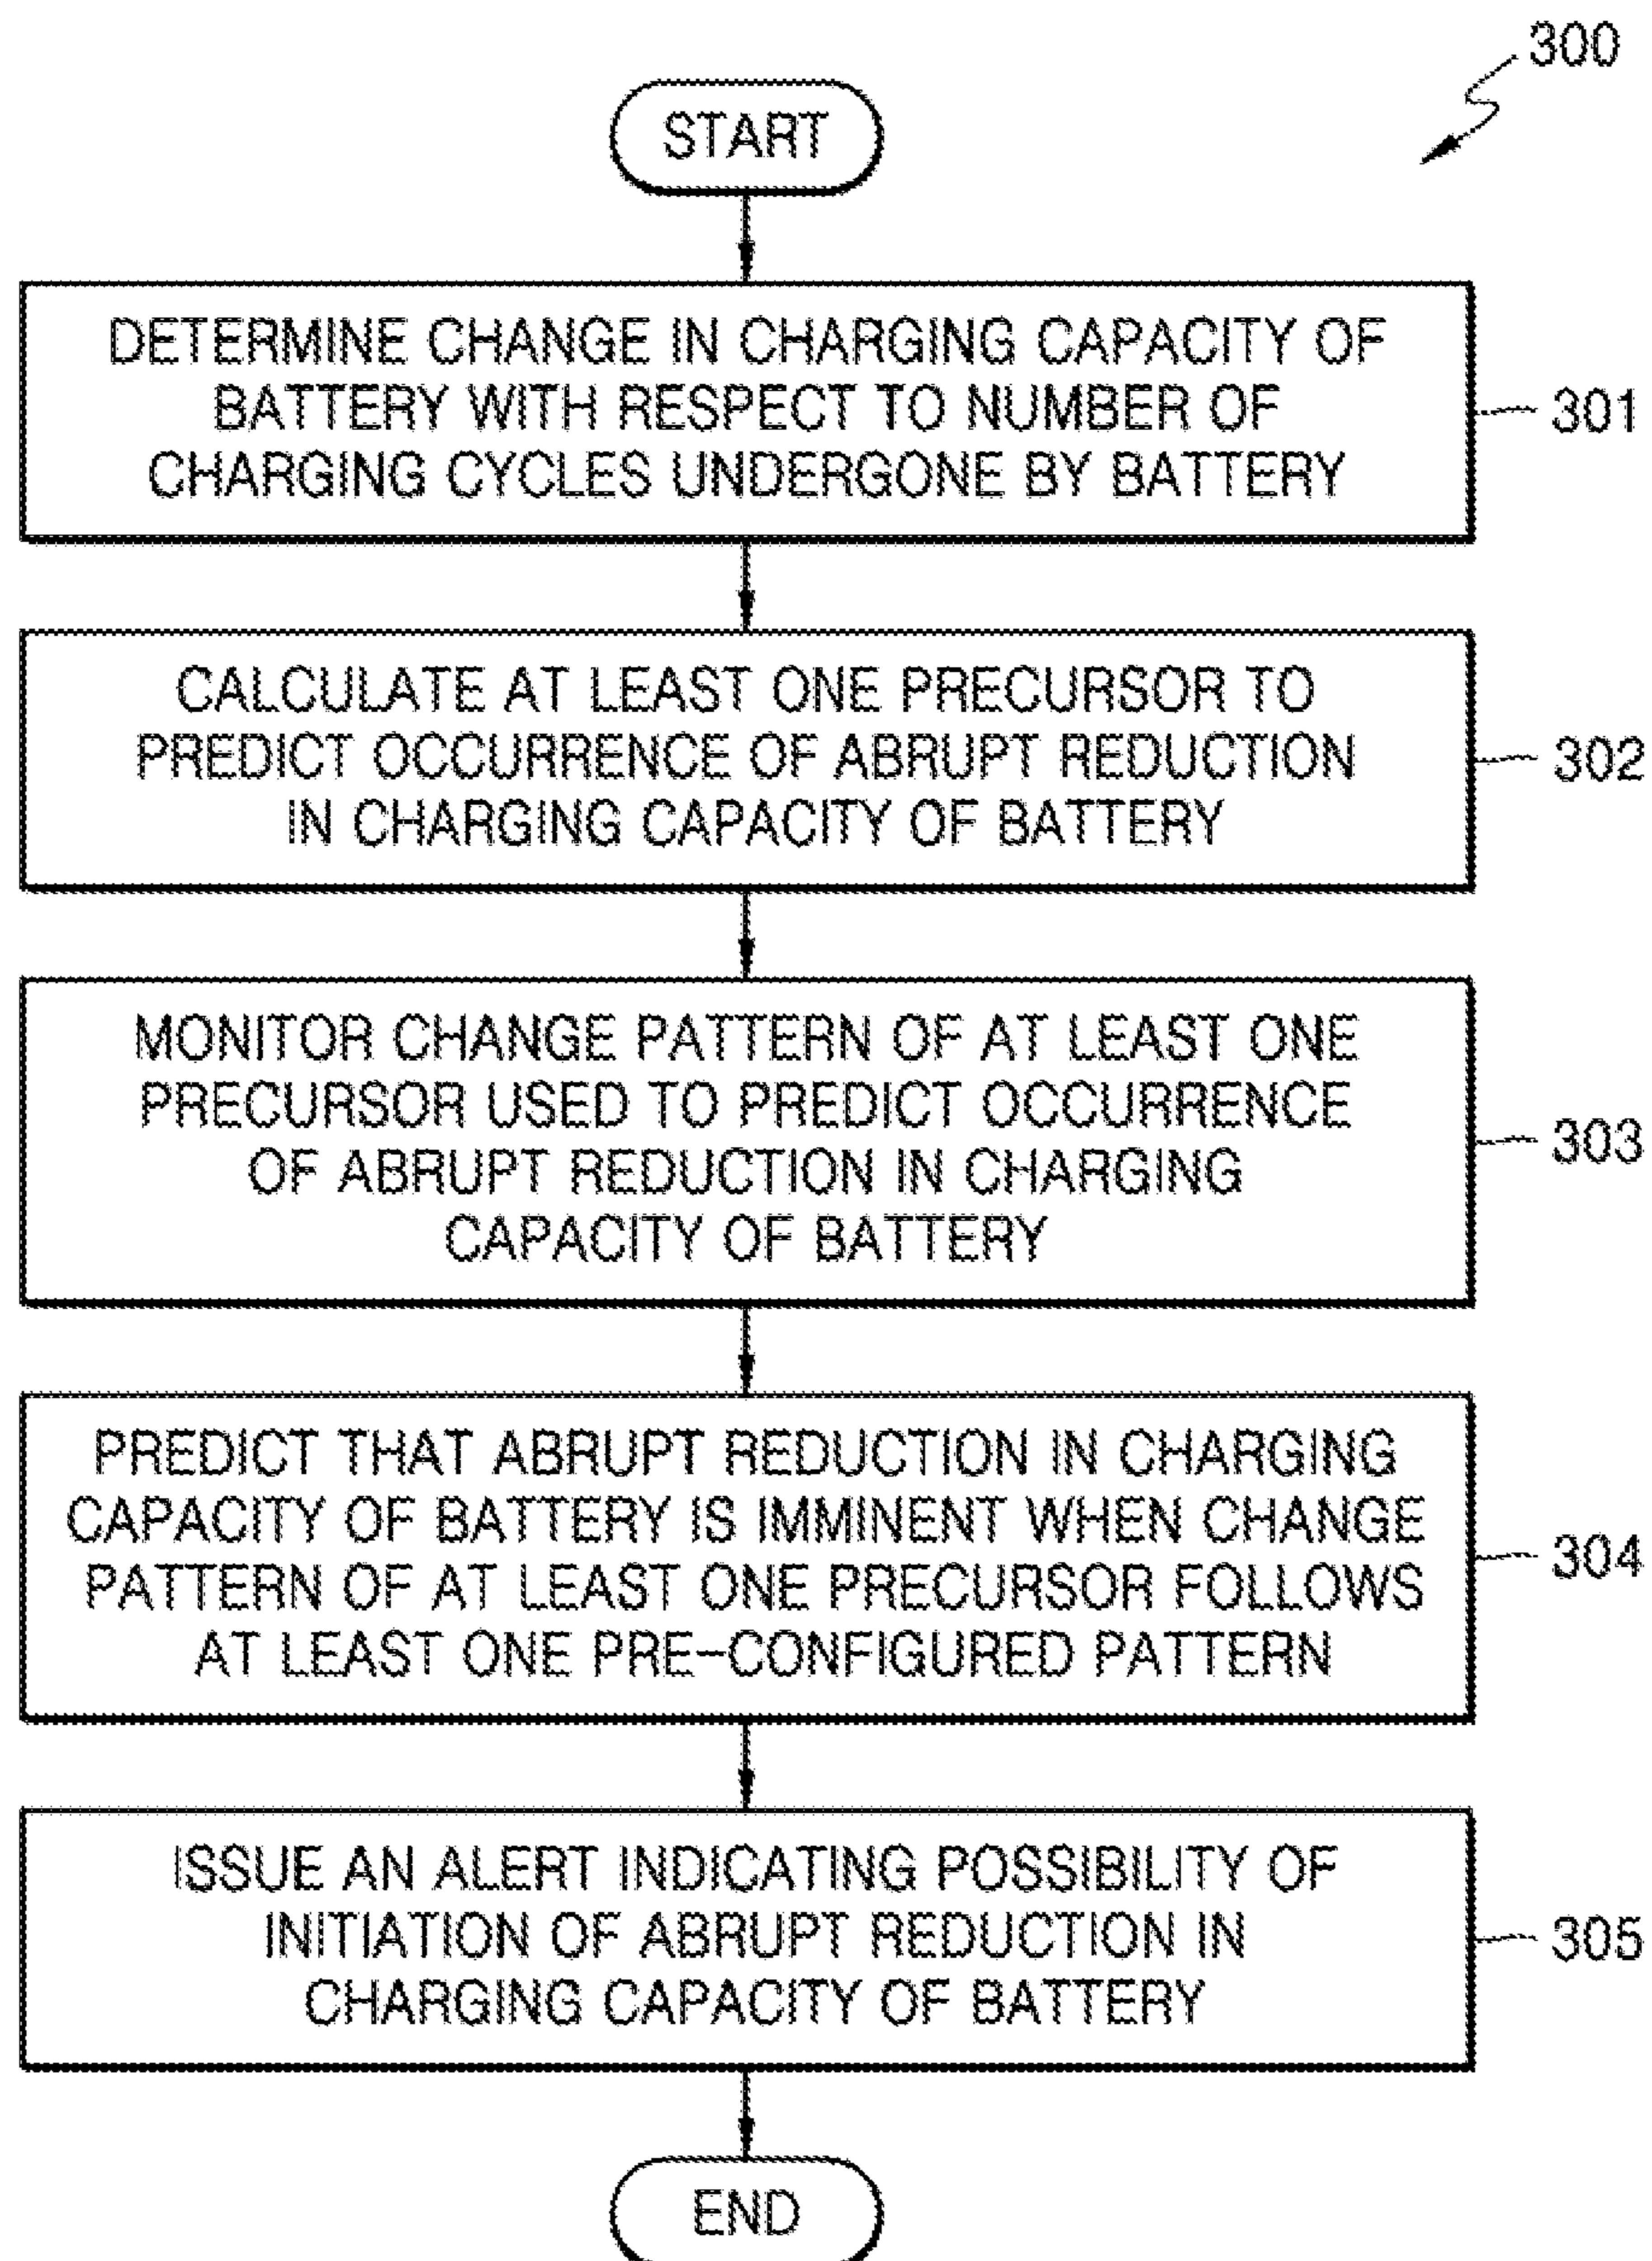 300
START
DETERMINE CHANGE IN CHARGING CAPACITY OF
BATTERY WITH RESPECT TO NUMBER OF
CHARGING CYCLES UNDERGONE BY BATTERY
301
CALCULATE AT LEAST ONE PRECURSOR TO
PREDICT OCCURRENCE OF ABRUPT REDUCTION
IN CHARGING CAPACITY OF BATTERY
302
MONITOR CHANGE PATTERN OF AT LEAST ONE
PRECURSOR USED TO PREDICT OCCURRENCE
OF ABRUPT REDUCTION IN CHARGING
CAPACITY OF BATTERY
303
PREDICT THAT ABRUPT REDUCTION IN CHARGING
CAPACITY OF BATTERY IS IMMINENT WHEN CHANGE
PATTERN OF AT LEAST ONE PRECURSOR FOLLOWS
AT LEAST ONE PRE-CONFIGURED PATTERN
304
ISSUE AN ALERT INDICATING POSSIBILITY OF
INITIATION OF ABRUPT REDUCTION IN
CHARGING CAPACITY OF BATTERY
305
END